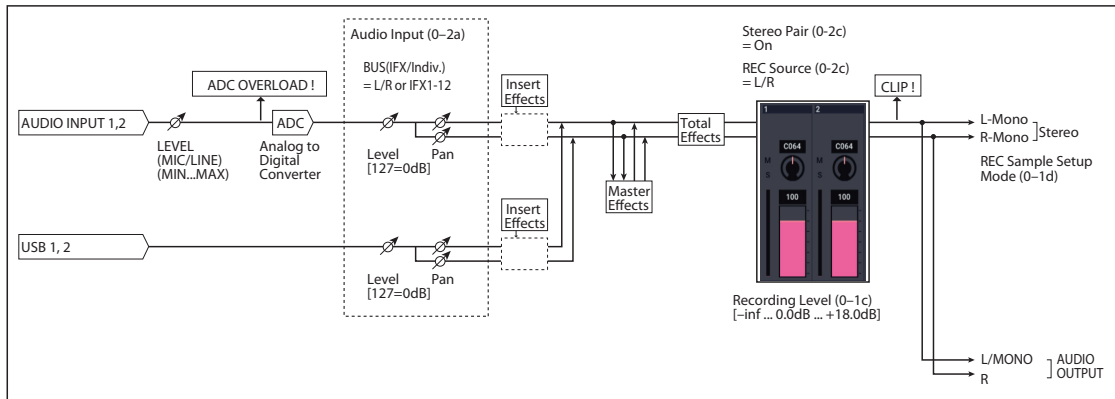 Audio Input (0–2a)
BUS(IFX/Indiv.)
= L/R or IFX1-12
Stereo Pair (0-2c)
= On
REC Source (0-2c)
= L/R
ADC OVERLOAD !
Insert
Effects
CLIP !
1
2
AUDIO INPUT 1,2
ADC
Total
Effects
L-Mono
R-Mono
Stereo
LEVEL
(MIC/LINE)
(MIN...MAX)
Analog to
Digital
Converter
Level
[127=0dB]
Pan
C064
C064
M
S
M
S
REC Sample Setup
Mode (0–1d)
Master
Effects
100
100
Insert
Effects
USB 1, 2
Level
[127=0dB]
Pan
Recording Level (0–1c)
[–inf ... 0.0dB ... +18.0dB]
L/MONO
R
AUDIO
OUTPUT